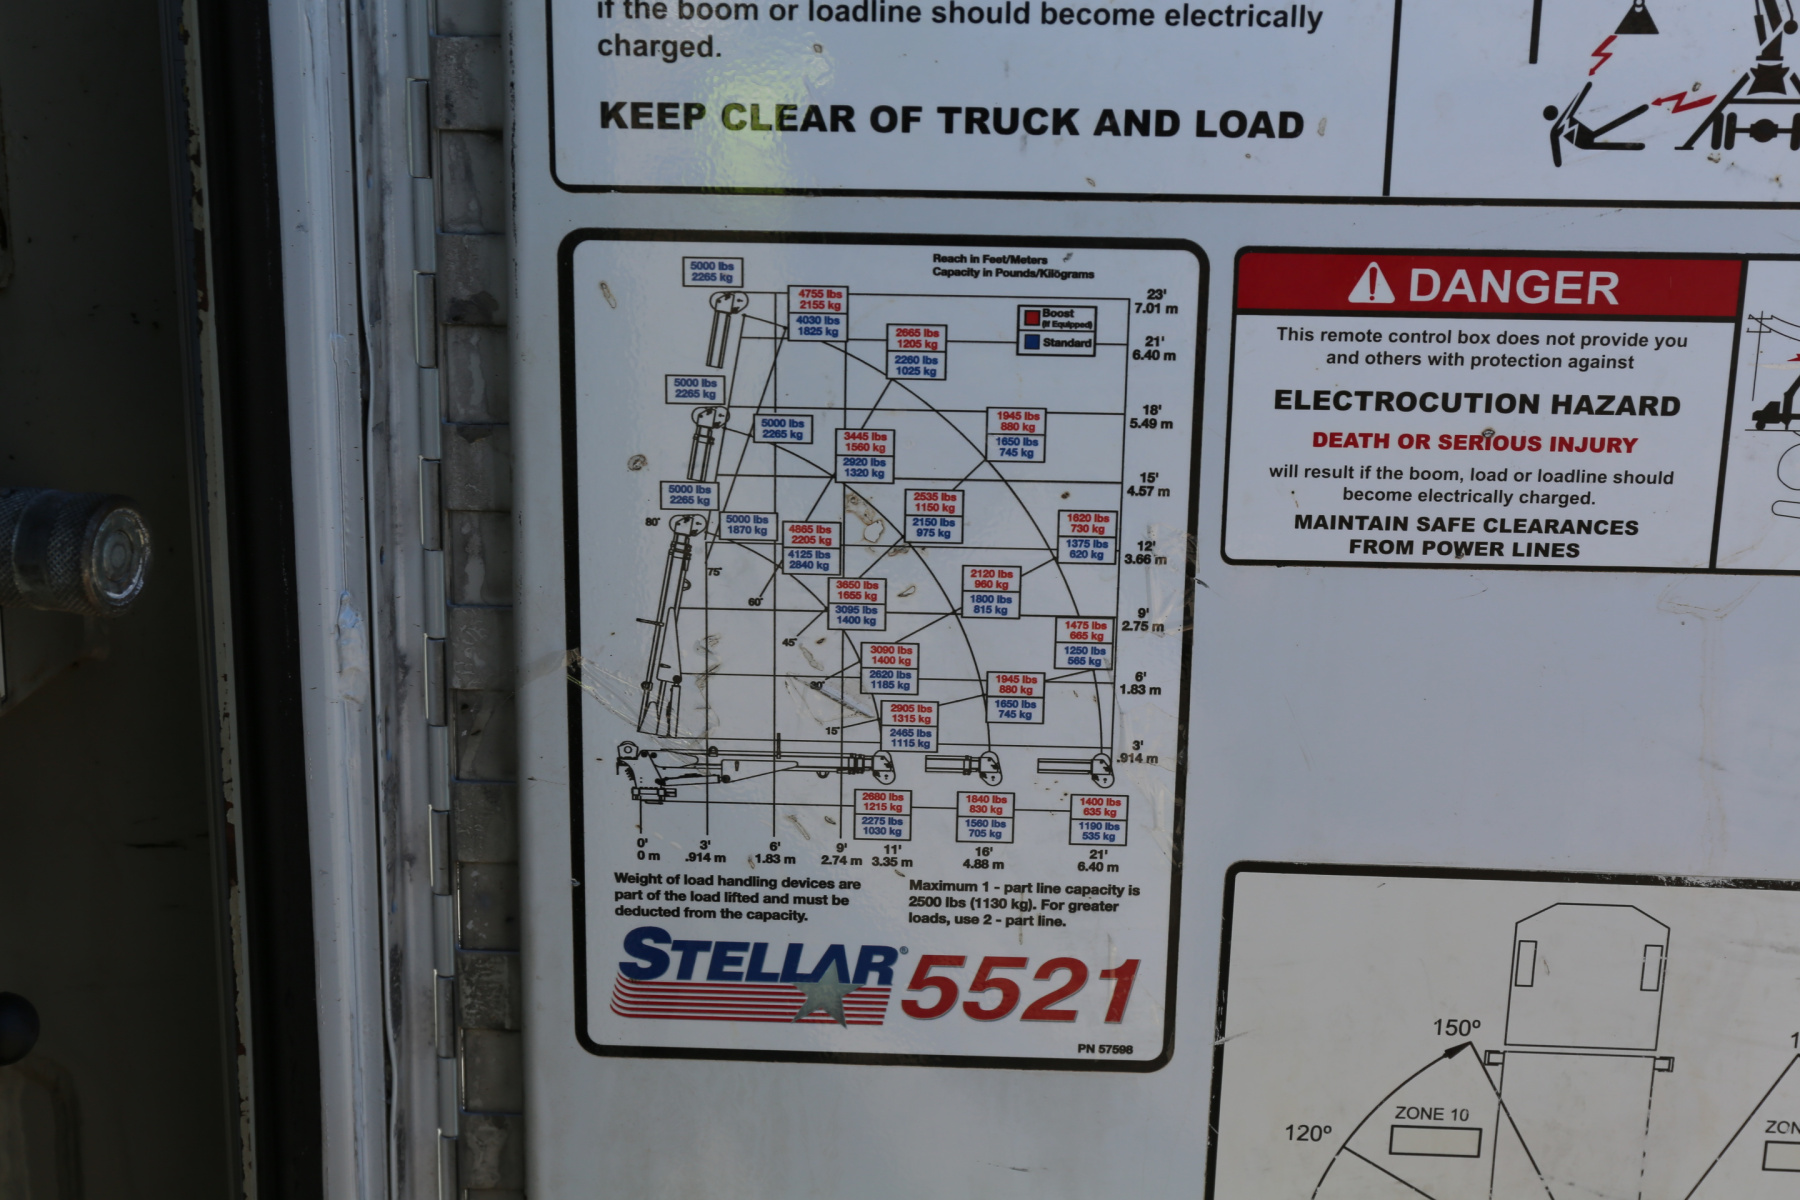 if the boom or loadline should become electrically
charged.
KEEP CLEAR OF TRUCK AND LOAD
Reach in Feet/Meters
Capacity in Pounds/Kilograms
5000 lbs
2265 kg
4755 lbs
2155 kg
4030 lbs
1825 kg
23'
7.01 m
Boost
(If Equipped)
Standard
2665 lbs
1205 kg
2260 lbs
1025 kg
21'
6.40 m
5000 lbs
2265 kg
18'
5.49 m
5000 lbs
2265 kg
3445 lbs
1560 kg
2920 lbs
1320 kg
1945 lbs
880 kg
1650 lbs
745 kg
15'
4.57 m
5000 lbs
2265 kg
80°
5000 lbs
1870 kg
4865 lbs
2205 kg
4125 lbs
2840 kg
2535 lbs
1150 kg
2150 lbs
975 kg
1620 lbs
730 kg
1375 lbs
620 kg
12'
3.66 m
75°
60°
3650 lbs
1655 kg
3095 lbs
1400 kg
2120 lbs
960 kg
1800 lbs
815 kg
9'
2.75 m
45°
3090 lbs
1400 kg
2620 lbs
1185 kg
1475 lbs
665 kg
1250 lbs
565 kg
30°
6'
1.83 m
2905 lbs
1315 kg
2465 lbs
1115 kg
1945 lbs
880 kg
1650 lbs
745 kg
15°
3'
.914 m
2680 lbs
1215 kg
2275 lbs
1030 kg
1840 lbs
830 kg
1560 lbs
705 kg
1400 lbs
635 kg
1190 lbs
535 kg
0' 3' 6' 9' 11' 16' 21'
0 m .914 m 1.83 m 2.74 m 3.35 m 4.88 m 6.40 m
Weight of load handling devices are
part of the load lifted and must be
deducted from the capacity.
Maximum 1 - part line capacity is
2500 lbs (1130 kg). For greater
loads, use 2 - part line.
STELLAR® 5521
PN 57598
DANGER
This remote control box does not provide you
and others with protection against
ELECTROCUTION HAZARD
DEATH OR SERIOUS INJURY
will result if the boom, load or loadline should
become electrically charged.
MAINTAIN SAFE CLEARANCES
FROM POWER LINES
150º
120º
ZONE 10